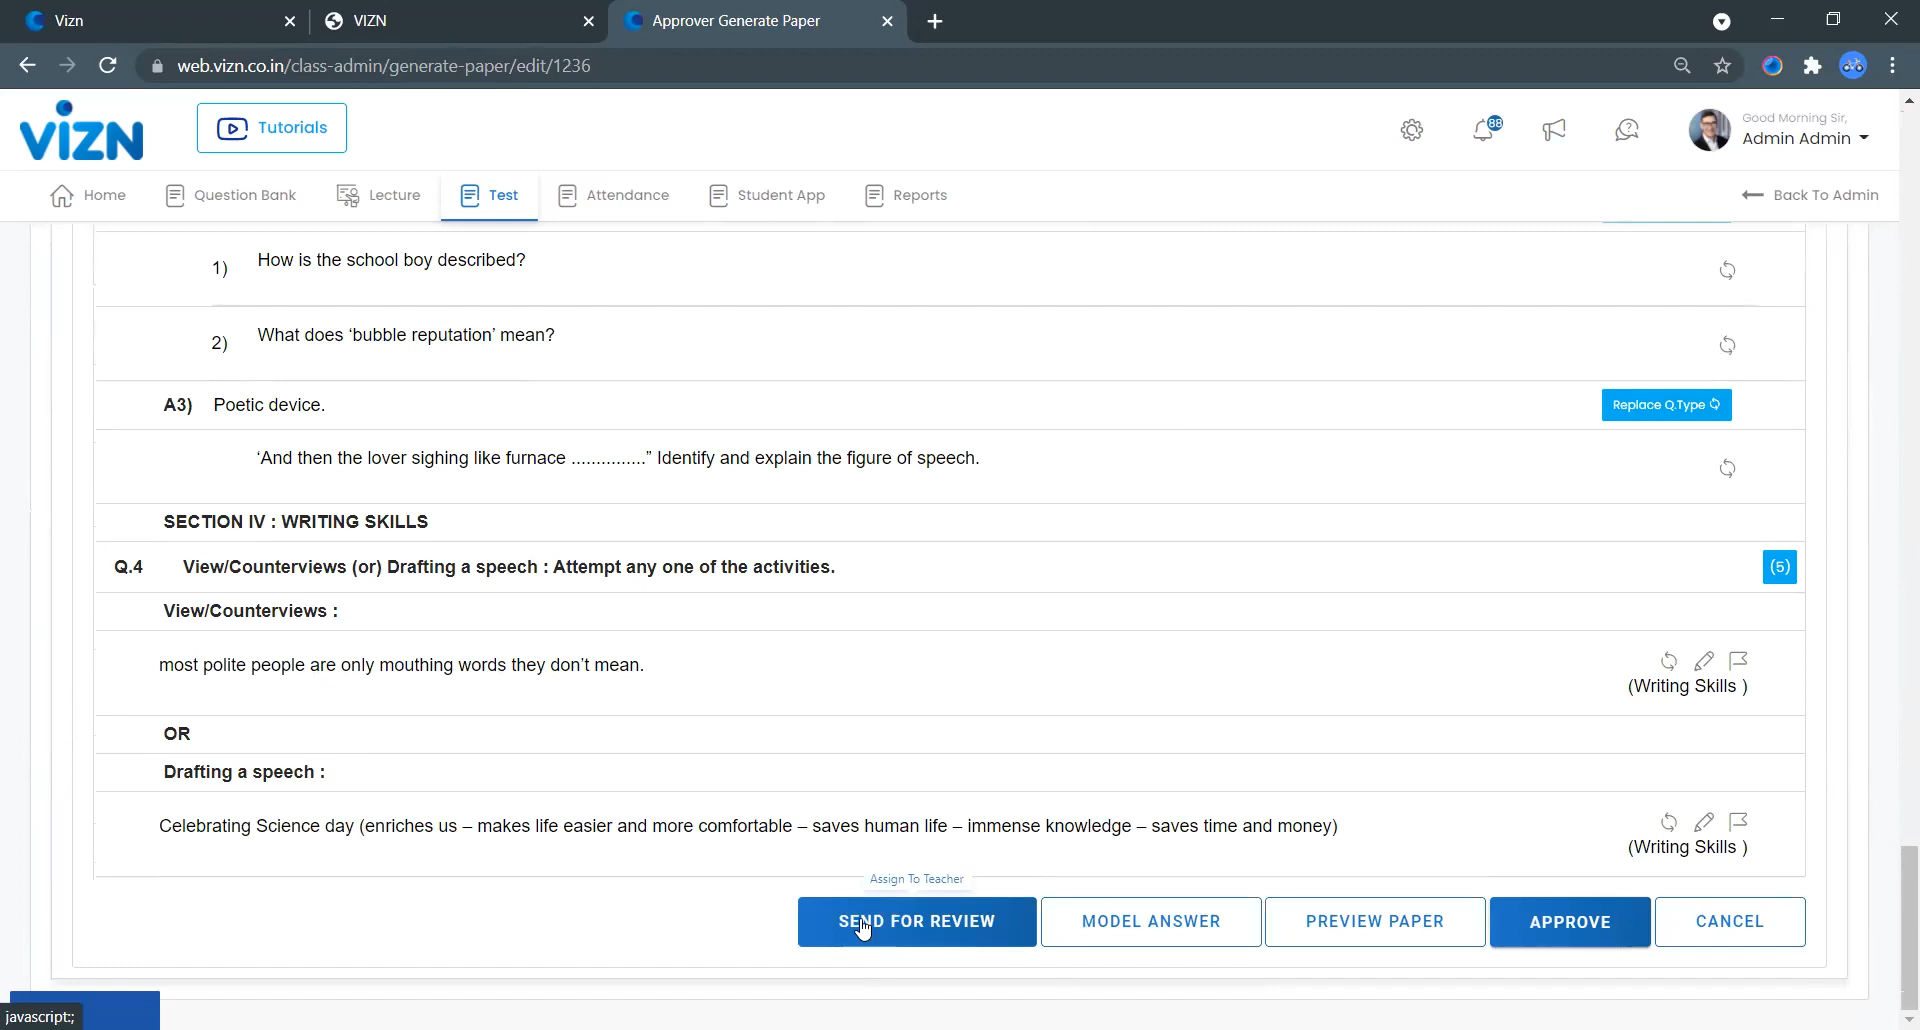 Vizn
VIZN
Approver Generate Paper
web.vizn.co.in/class-admin/generate-paper/edit/1236
VIZN
Tutorials
88
Good Morning Sir,
Admin Admin
Home
Question Bank
Lecture
Test
Attendance
Student App
Reports
Back To Admin
1) How is the school boy described?
2) What does ‘bubble reputation’ mean?
A3) Poetic device.
Replace Q.Type
‘And then the lover sighing like furnace ...............” Identify and explain the figure of speech.
SECTION IV : WRITING SKILLS
Q.4 View/Counterviews (or) Drafting a speech : Attempt any one of the activities.
(5)
View/Counterviews :
most polite people are only mouthing words they don’t mean.
(Writing Skills )
OR
Drafting a speech :
Celebrating Science day (enriches us – makes life easier and more comfortable – saves human life – immense knowledge – saves time and money)
(Writing Skills )
Assign To Teacher
SEND FOR REVIEW
MODEL ANSWER
PREVIEW PAPER
APPROVE
CANCEL
javascript:;